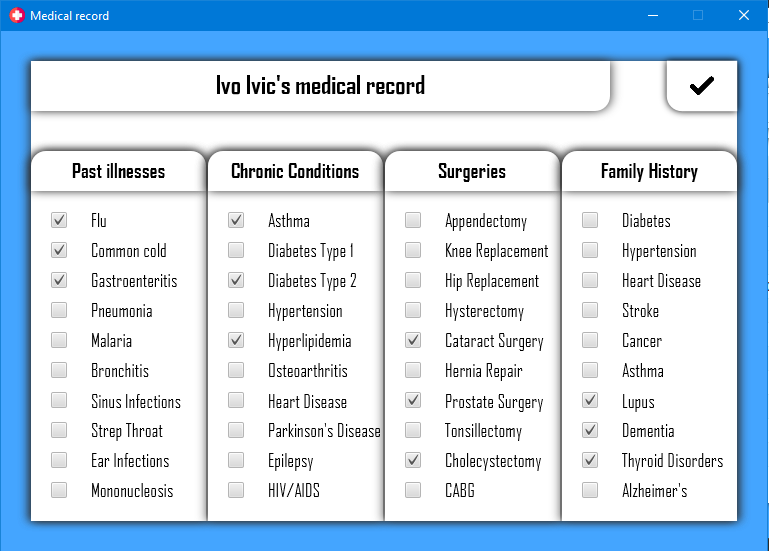 Medical record
Ivo Ivic's medical record
Past illnesses
Flu
Common cold
Gastroenteritis
Pneumonia
Malaria
Bronchitis
Sinus Infections
Strep Throat
Ear Infections
Mononucleosis
Chronic Conditions
Asthma
Diabetes Type 1
Diabetes Type 2
Hypertension
Hyperlipidemia
Osteoarthritis
Heart Disease
Parkinson's Disease
Epilepsy
HIV/AIDS
Surgeries
Appendectomy
Knee Replacement
Hip Replacement
Hysterectomy
Cataract Surgery
Hernia Repair
Prostate Surgery
Tonsillectomy
Cholecystectomy
CABG
Family History
Diabetes
Hypertension
Heart Disease
Stroke
Cancer
Asthma
Lupus
Dementia
Thyroid Disorders
Alzheimer's